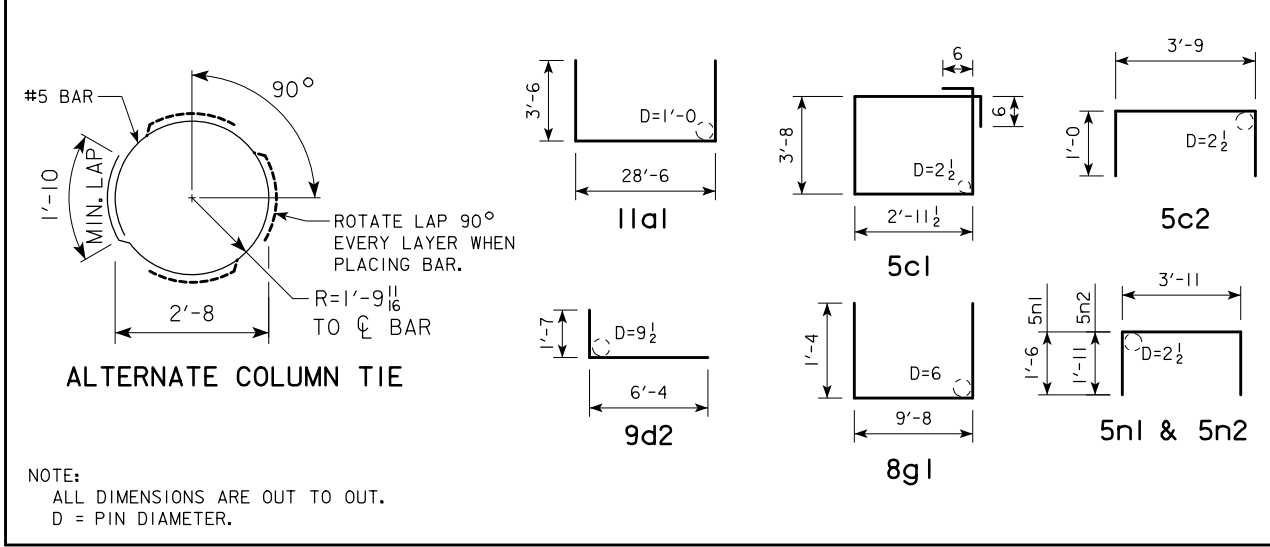 #5 BAR
90°
1'-10
MIN. LAP
ROTATE LAP 90°
EVERY LAYER WHEN
PLACING BAR.
R=1'-9 11/16
TO ℄ BAR
2'-8
ALTERNATE COLUMN TIE
3'-6
D=1'-0
28'-6
11a1
6
6
3'-8
D=2 1/2
2'-11 1/2
5c1
3'-9
1'-0
D=2 1/2
5c2
1'-7
D=9 1/2
6'-4
9d2
1'-4
D=6
9'-8
8g1
3'-11
5n1
5n2
1'-6
1'-11
D=2 1/2
5n1 & 5n2
NOTE:
ALL DIMENSIONS ARE OUT TO OUT.
D = PIN DIAMETER.